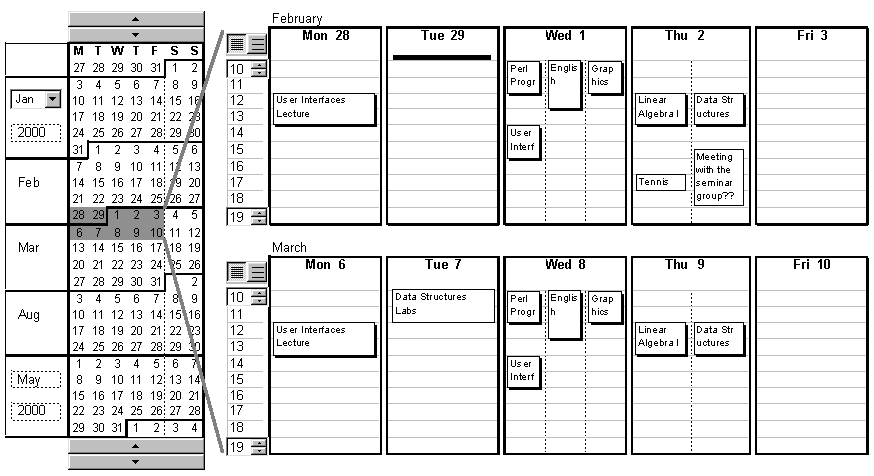 February
Mon 28 Tue 29 Wed 1 Thu 2 Fri 3
M T W T F S S
27 28 29 30 31 1 2
3 4 5 6 7 8 9
Jan 10 11 12 13 14 15 16
17 18 19 20 21 22 23
2000 24 25 26 27 28 29 30
31 1 2 3 4 5 6
7 8 9 10 11 12 13
Feb 14 15 16 17 18 19 20
21 22 23 24 25 26 27
28 29 1 2 3 4 5
6 7 8 9 10 11 12
Mar 13 14 15 16 17 18 19
20 21 22 23 24 25 26
27 28 29 30 31 2
3 4 5 6 7 8 9
Aug 10 11 12 13 14 15 16
17 18 19 20 21 22 23
24 25 26 27 28 29 30
1 2 3 4 5 6 7
May 8 9 10 11 12 13 14
15 16 17 18 19 20 21
2000 22 23 24 25 26 27 28
29 30 31 1 2 3 4
10
11
12
13
14
15
16
17
18
19
User Interfaces
Lecture
Perl
Progr
Englis
h
Grap
hics
User
Interf
Linear
Algebra I
Data Str
uctures
Tennis
Meeting
with the
seminar
group??
March
Mon 6 Tue 7 Wed 8 Thu 9 Fri 10
10
11
12
13
14
15
16
17
18
19
User Interfaces
Lecture
Data Structures
Labs
Perl
Progr
Englis
h
Grap
hics
User
Interf
Linear
Algebra I
Data Str
uctures